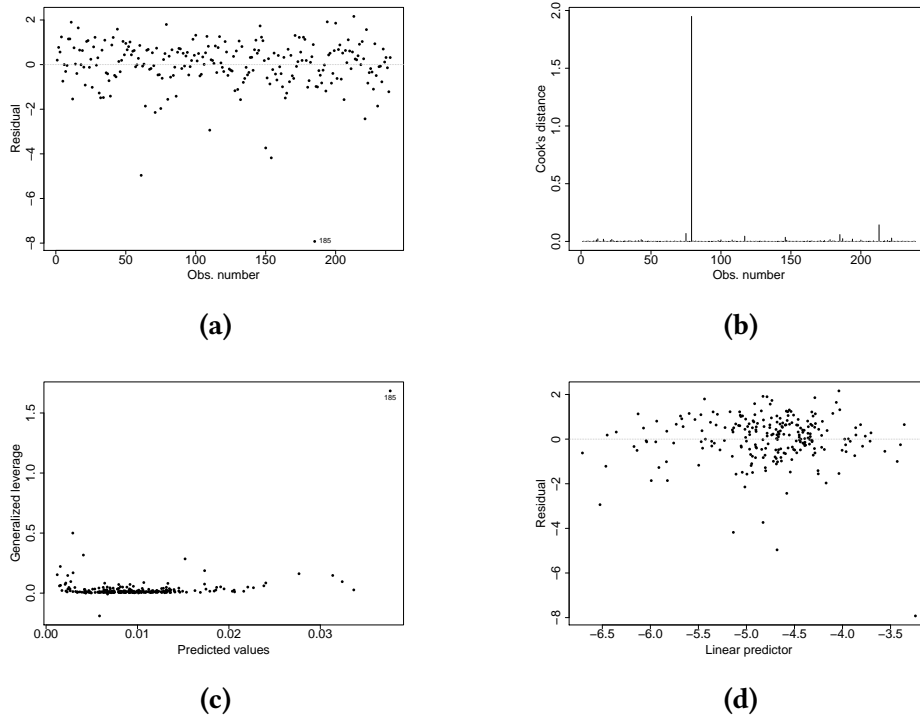 2
0
−2
−4
−6
−8
Residual
185
0 50 100 150 200
Obs. number
(a)
2.0
1.5
1.0
0.5
0.0
Cook's distance
0 50 100 150 200
Obs. number
(b)
1.5
1.0
0.5
0.0
Generalized leverage
185
0.00 0.01 0.02 0.03
Predicted values
(c)
2
0
−2
−4
−6
−8
Residual
−6.5 −6.0 −5.5 −5.0 −4.5 −4.0 −3.5
Linear predictor
(d)